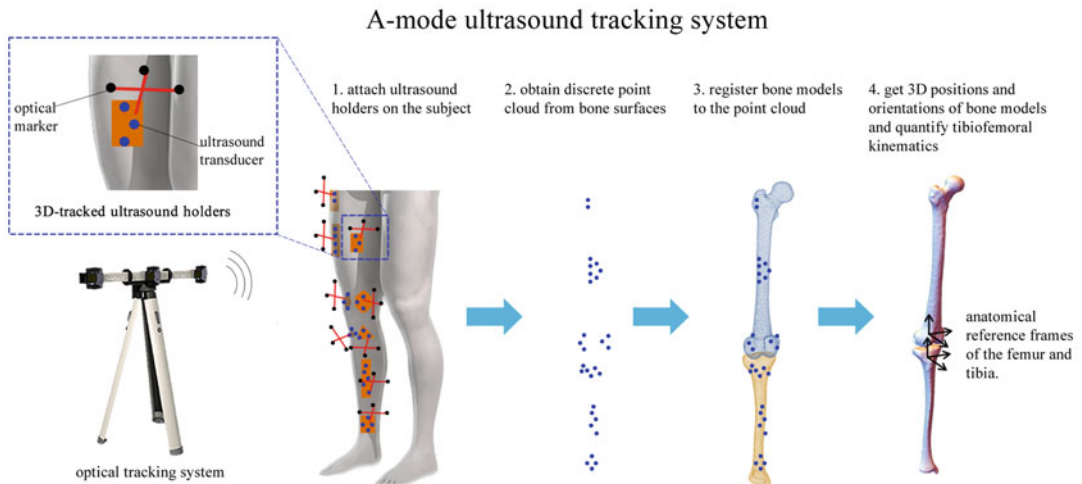 A-mode ultrasound tracking system
optical
marker
ultrasound
transducer
3D-tracked ultrasound holders
optical tracking system
1. attach ultrasound
holders on the subject
2. obtain discrete point
cloud from bone surfaces
3. register bone models
to the point cloud
4. get 3D positions and
orientations of bone models
and quantify tibiofemoral
kinematics
anatomical
reference frames
of the femur and
tibia.